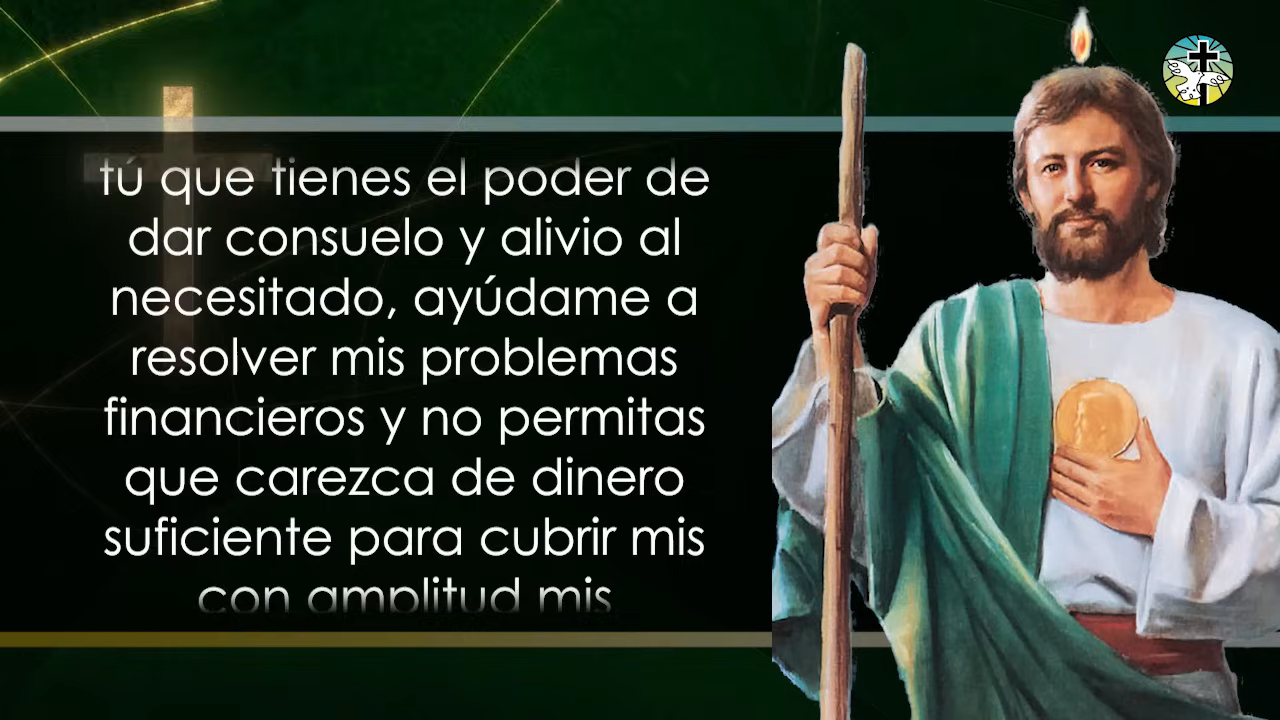 tú que tienes el poder de
dar consuelo y alivio al
necesitado, ayúdame a
resolver mis problemas
financieros y no permitas
que carezca de dinero
suficiente para cubrir mis
con amplitud mis